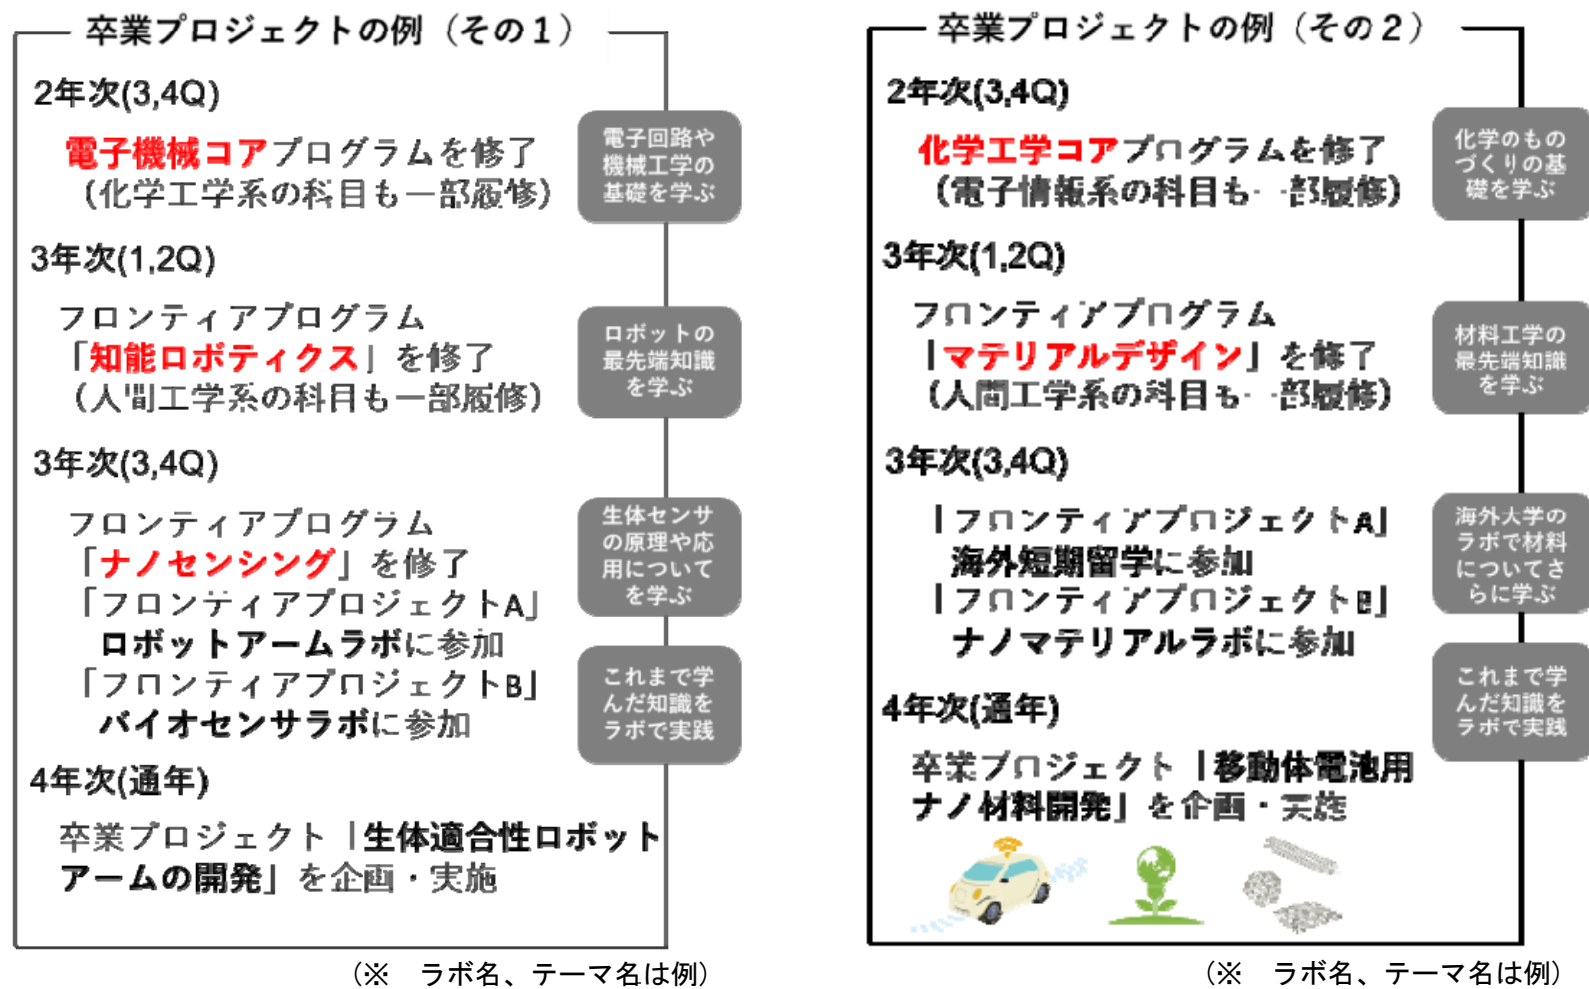 卒業プロジェクトの例（その１）
2年次(3,4Q)
電子機械コアプログラムを修了
（化学工学系の科目も一部履修）
電子回路や
機械工学の
基礎を学ぶ
3年次(1,2Q)
フロンティアプログラム
「知能ロボティクス」を修了
（人間工学系の科目も一部履修）
ロボットの
最先端知識
を学ぶ
3年次(3,4Q)
フロンティアプログラム
「ナノセンシング」を修了
「フロンティアプロジェクトA」
ロボットアームラボに参加
「フロンティアプロジェクトB」
バイオセンサラボに参加
生体センサ
の原理や応
用について
を学ぶ
これまで学
んだ知識を
ラボで実践
4年次(通年)
卒業プロジェクト「生体適合性ロボット
アームの開発」を企画・実施
（※　ラボ名、テーマ名は例）
卒業プロジェクトの例（その２）
2年次(3,4Q)
化学工学コアプログラムを修了
（電子情報系の科目も一部履修）
化学のもの
づくりの基
礎を学ぶ
3年次(1,2Q)
フロンティアプログラム
「マテリアルデザイン」を修了
（人間工学系の科目も一部履修）
材料工学の
最先端知識
を学ぶ
3年次(3,4Q)
「フロンティアプロジェクトA」
海外短期留学に参加
「フロンティアプロジェクトB」
ナノマテリアルラボに参加
海外大学の
ラボで材料
についてさ
らに学ぶ
これまで学
んだ知識を
ラボで実践
4年次(通年)
卒業プロジェクト「移動体電池用
ナノ材料開発」を企画・実施
（※　ラボ名、テーマ名は例）